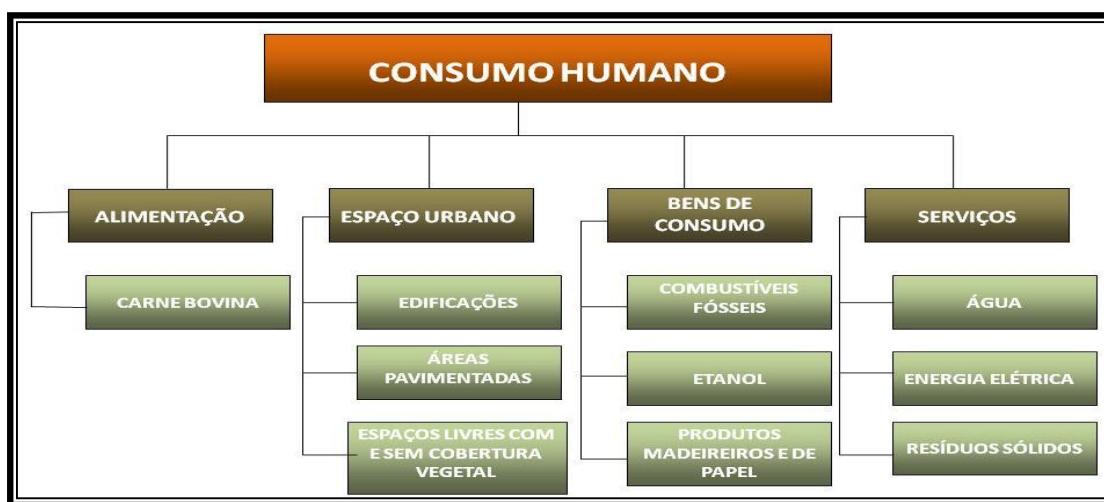 CONSUMO HUMANO
ALIMENTAÇÃO
CARNE BOVINA
ESPAÇO URBANO
EDIFICAÇÕES
ÁREAS
PAVIMENTADAS
ESPAÇOS LIVRES COM
E SEM COBERTURA
VEGETAL
BENS DE
CONSUMO
COMBUSTÍVEIS
FÓSSEIS
ETANOL
PRODUTOS
MADEIREIROS E DE
PAPEL
SERVIÇOS
ÁGUA
ENERGIA ELÉTRICA
RESÍDUOS SÓLIDOS